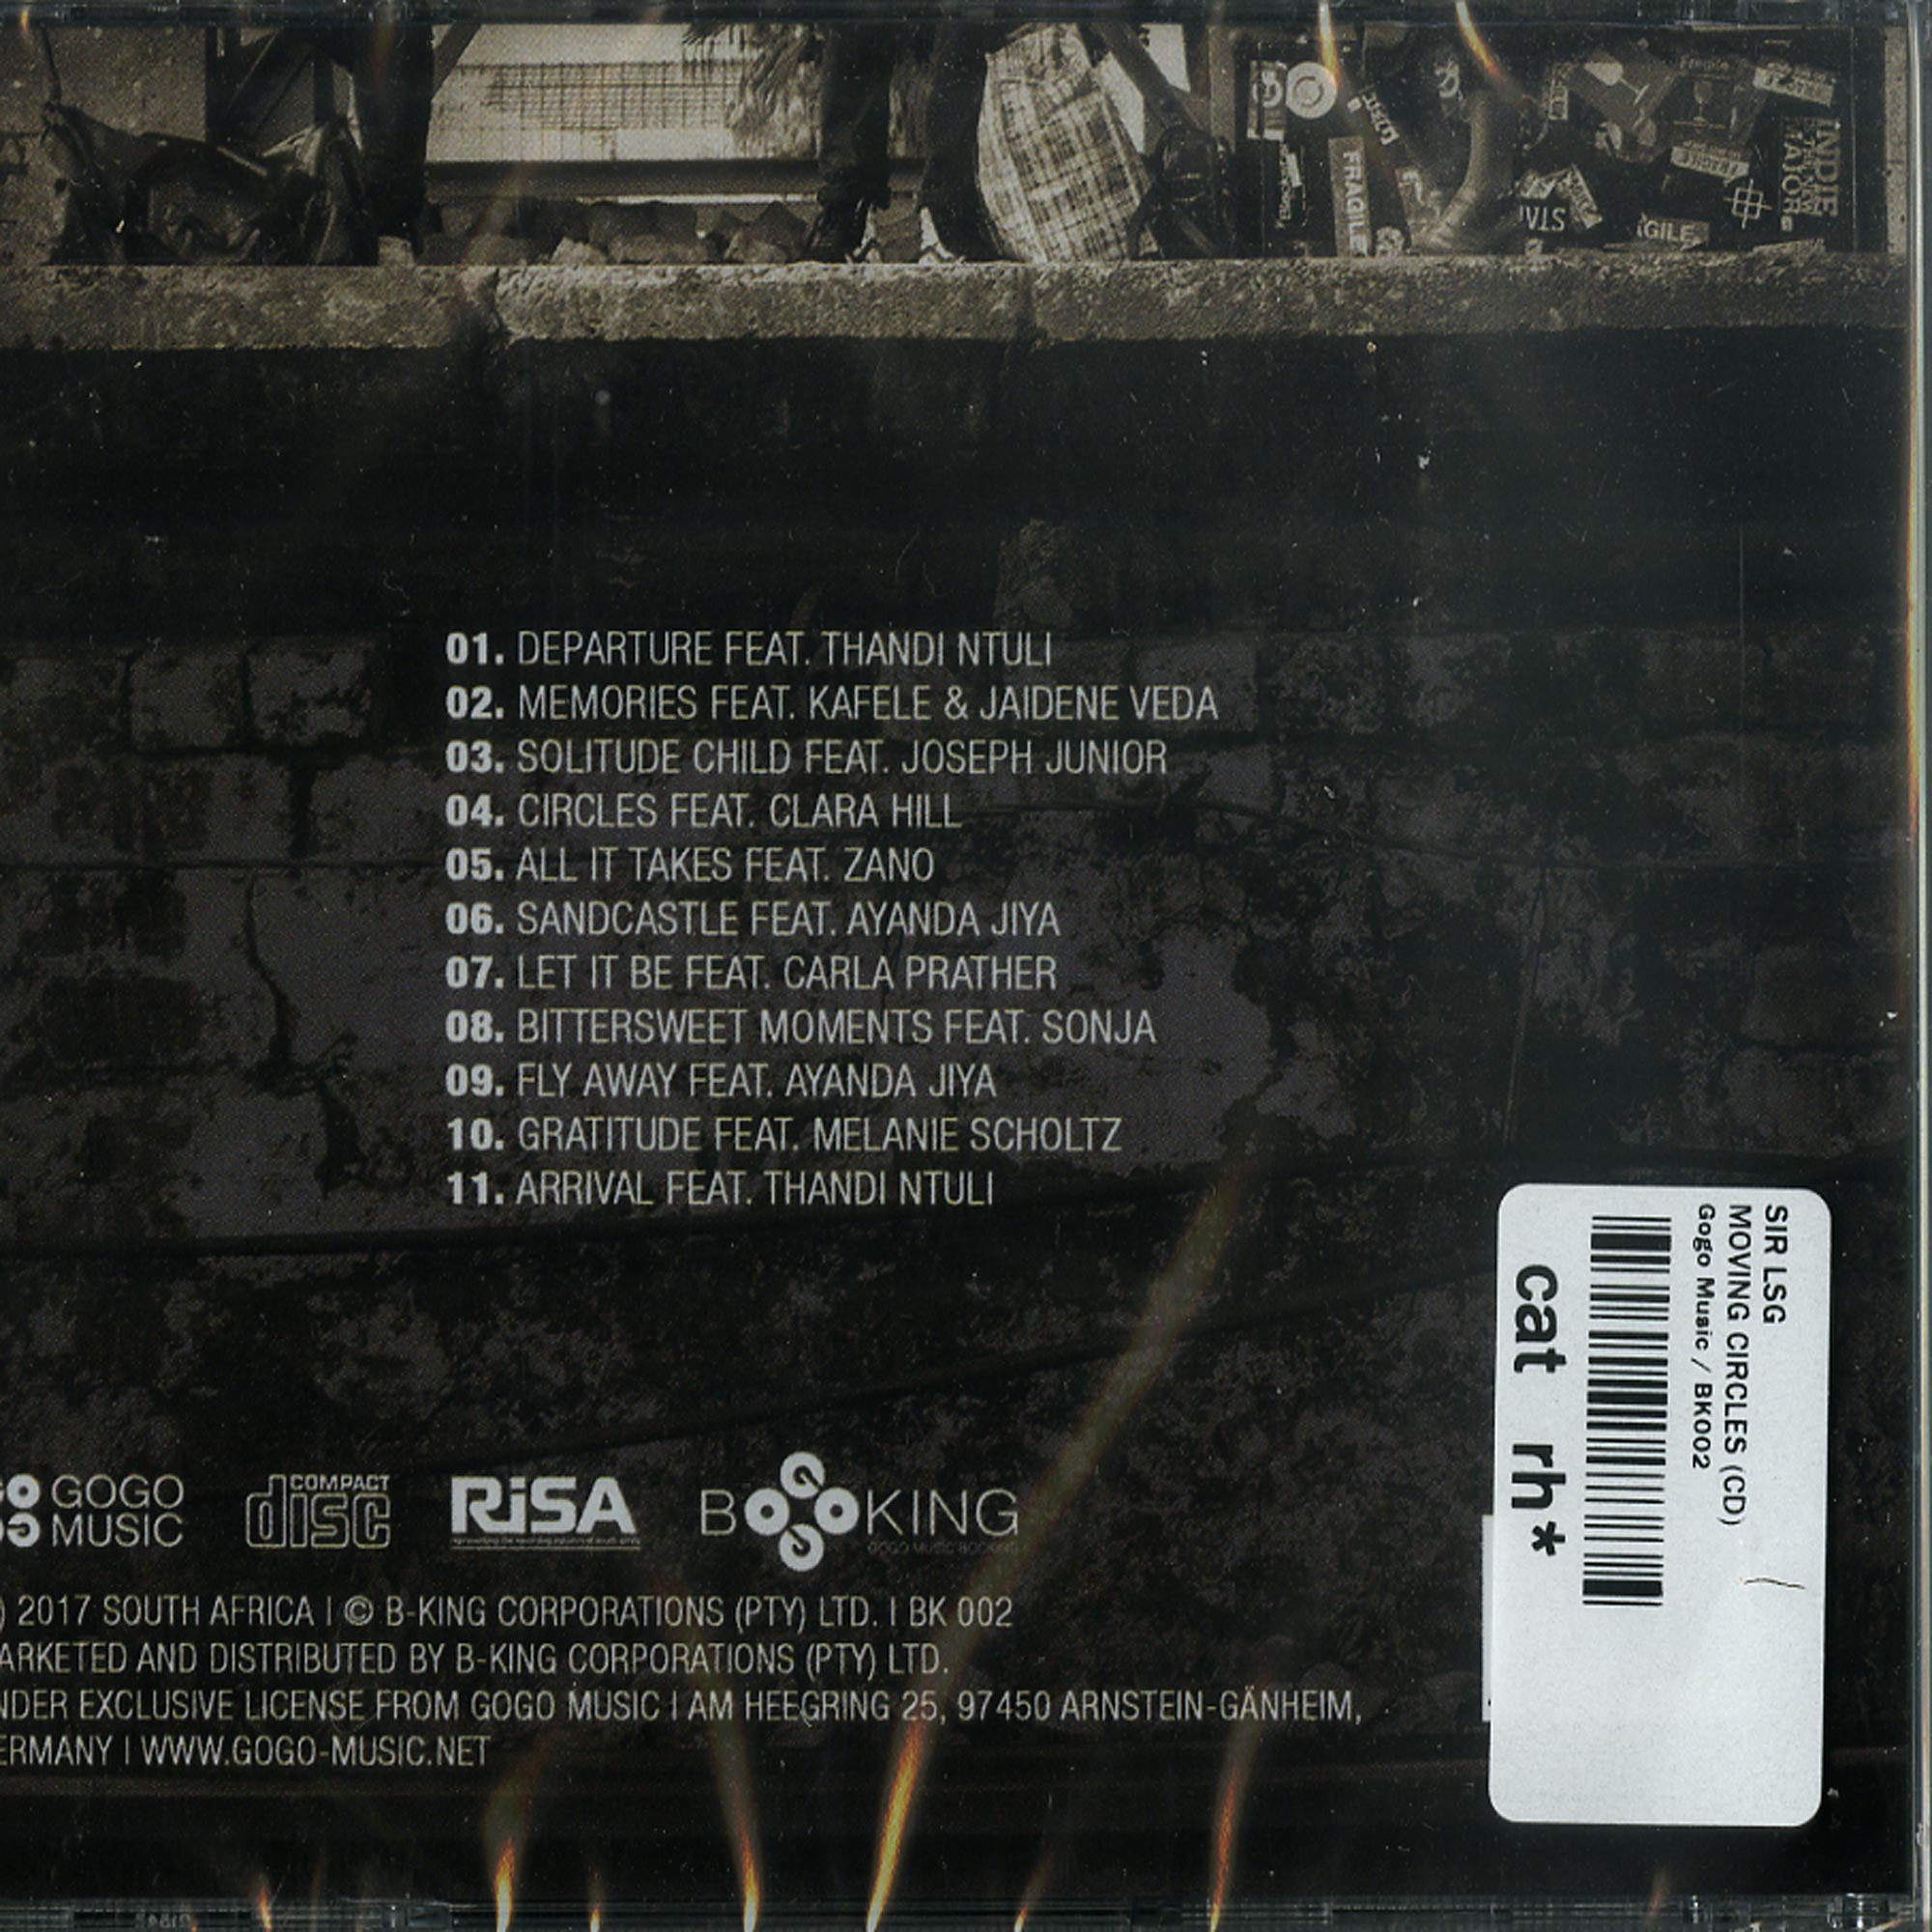 FRAGILE
INDIE
GILE
01. DEPARTURE FEAT. THANDI NTULI
02. MEMORIES FEAT. KAFELE & JAIDENE VEDA
03. SOLITUDE CHILD FEAT. JOSEPH JUNIOR
04. CIRCLES FEAT. CLARA HILL
05. ALL IT TAKES FEAT. ZANO
06. SANDCASTLE FEAT. AYANDA JIYA
07. LET IT BE FEAT. CARLA PRATHER
08. BITTERSWEET MOMENTS FEAT. SONJA
09. FLY AWAY FEAT. AYANDA JIYA
10. GRATITUDE FEAT. MELANIE SCHOLTZ
11. ARRIVAL FEAT. THANDI NTULI
SIR LSG
MOVING CIRCLES (CD)
Gogo Music / BK002
cat rh*
GOGO
MUSIC
COMPACT
disc
RiSA
BOOKING
GOGO MUSIC BOOKING
) 2017 SOUTH AFRICA | © B-KING CORPORATIONS (PTY) LTD. | BK 002
ARKETED AND DISTRIBUTED BY B-KING CORPORATIONS (PTY) LTD.
NDER EXCLUSIVE LICENSE FROM GOGO MUSIC | AM HEEGRING 25, 97450 ARNSTEIN-GÄNHEIM,
ERMANY | WWW.GOGO-MUSIC.NET